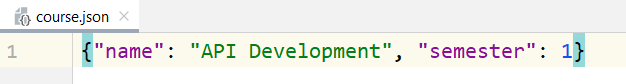 course.json
1 {"name": "API Development", "semester": 1}